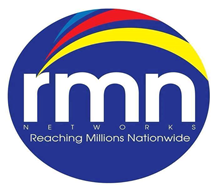 rmn
NETWORKS
Reaching Millions Nationwide